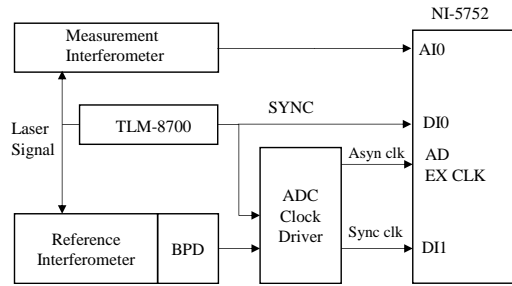 NI-5752
Measurement
Interferometer
AI0
SYNC
Laser
Signal
TLM-8700
DI0
Asyn clk
AD
EX CLK
ADC
Clock
Driver
Reference
Interferometer
BPD
Sync clk
DI1